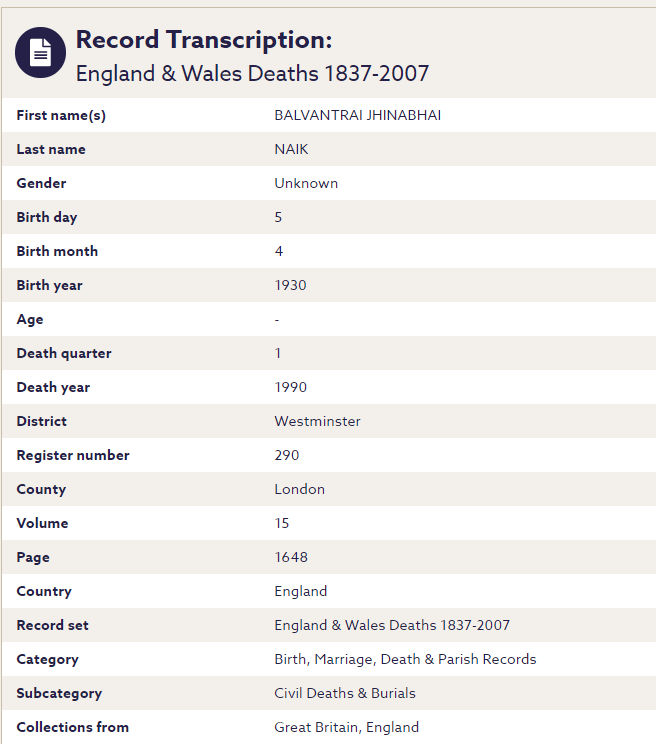 Record Transcription:
England & Wales Deaths 1837-2007
First name(s) BALVANTRAI JHINABHAI
Last name NAIK
Gender Unknown
Birth day 5
Birth month 4
Birth year 1930
Age -
Death quarter 1
Death year 1990
District Westminster
Register number 290
County London
Volume 15
Page 1648
Country England
Record set England & Wales Deaths 1837-2007
Category Birth, Marriage, Death & Parish Records
Subcategory Civil Deaths & Burials
Collections from Great Britain, England